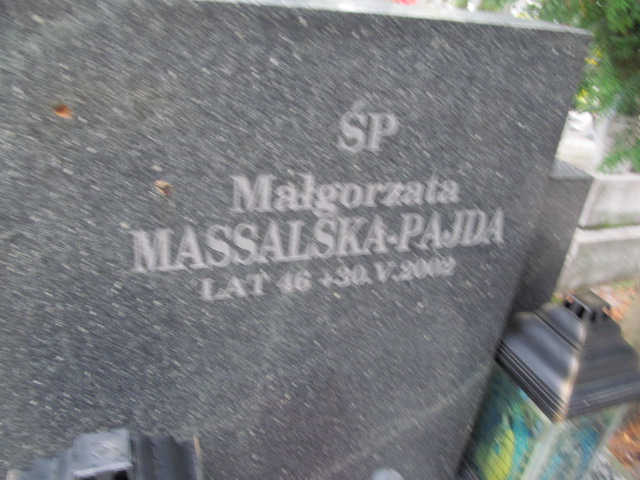 ŚP
Małgorzata
MASSALSKA-PAJDA
LAT 46 +30.V.2002